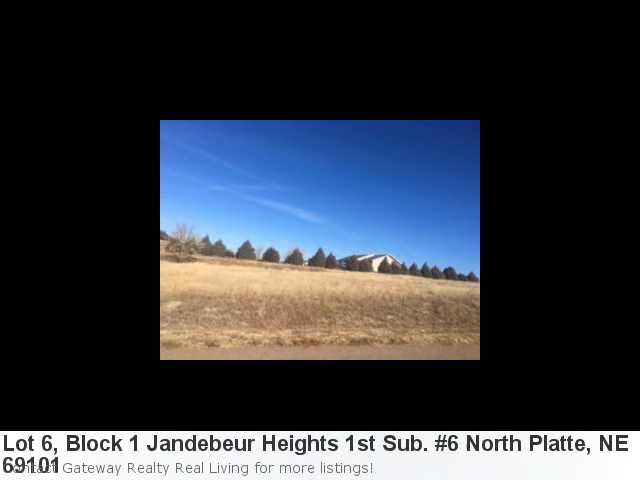 Lot 6, Block 1 Jandebeur Heights 1st Sub. #6 North Platte, NE
69101
Contact Gateway Realty Real Living for more listings!